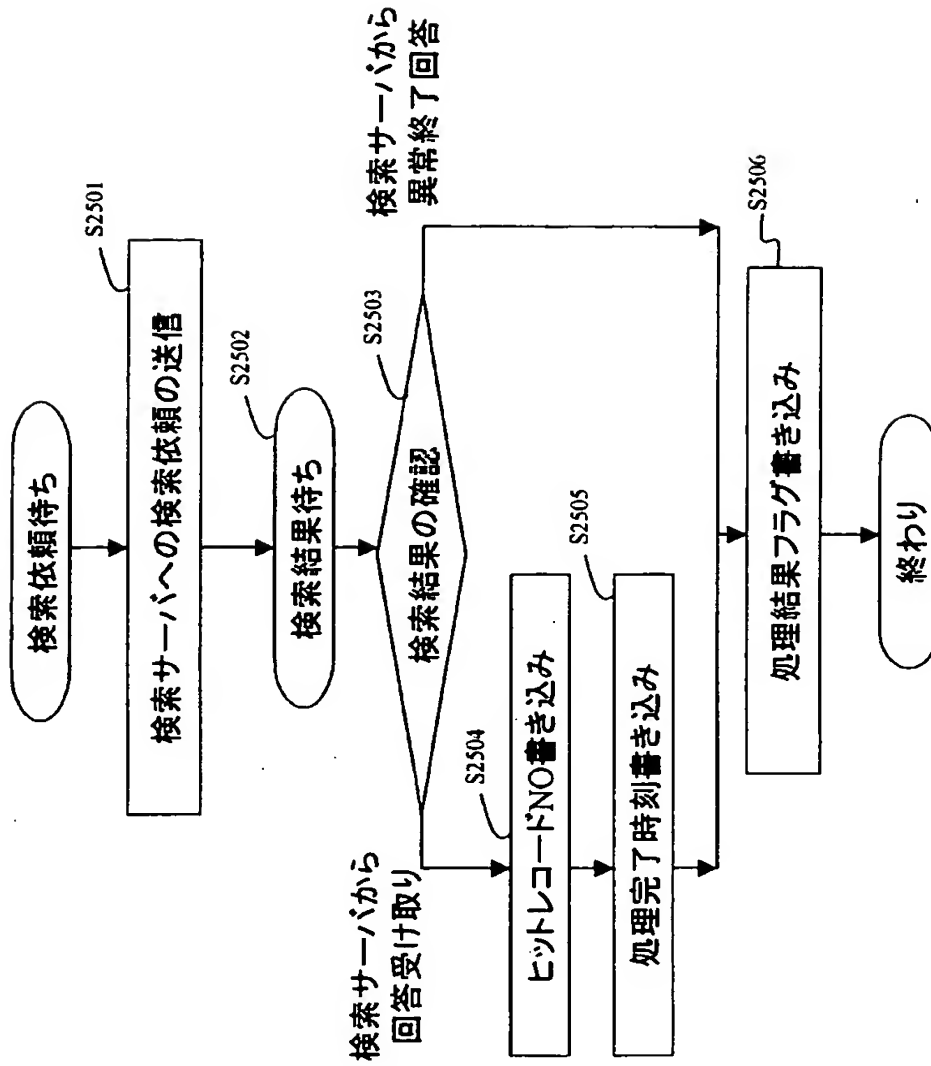 検索依頼待ち
S2501
検索サーバへの検索依頼の送信
S2502
検索結果待ち
S2503
検索結果の確認
検索サーバから
回答受け取り
検索サーバから
異常終了回答
S2504
ヒットレコードNO書き込み
S2505
処理完了時刻書き込み
S2506
処理結果フラグ書き込み
終わり